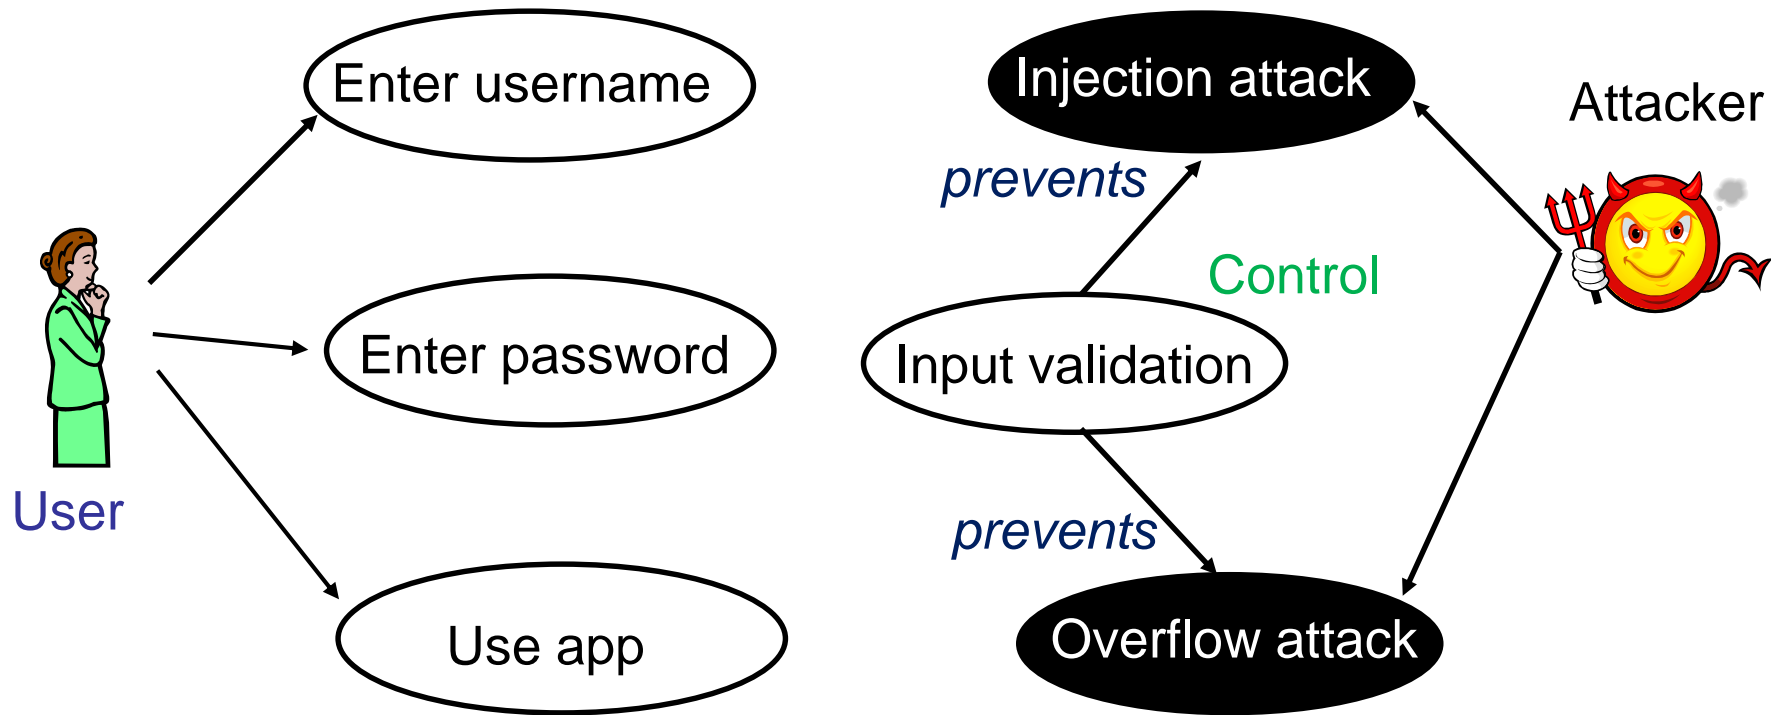 Enter username
Injection attack
Attacker
prevents
Control
Enter password
Input validation
User
prevents
Use app
Overflow attack